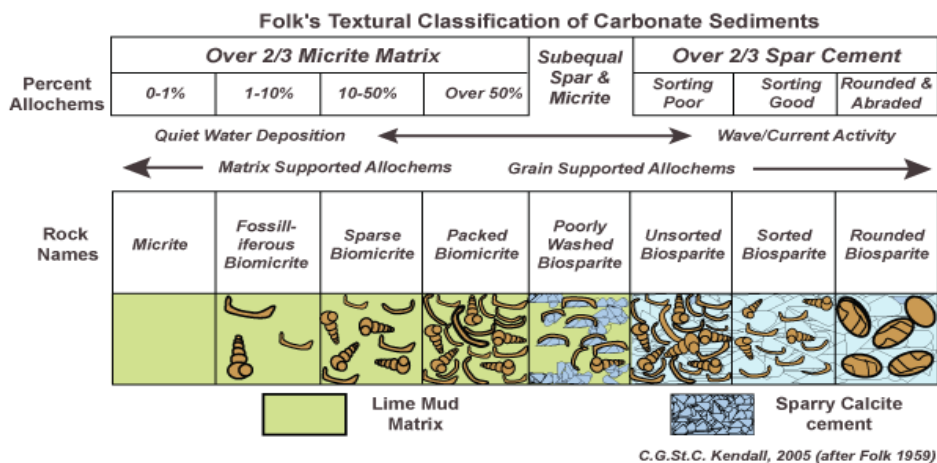 Folk's Textural Classification of Carbonate Sediments
Percent Allochems
Over 2/3 Micrite Matrix
Subequal Spar & Micrite
Over 2/3 Spar Cement
0-1%
1-10%
10-50%
Over 50%
Sorting Poor
Sorting Good
Rounded & Abraded
Quiet Water Deposition
Wave/Current Activity
Matrix Supported Allochems
Grain Supported Allochems
Rock Names
Micrite
Fossill-iferous Biomicrite
Sparse Biomicrite
Packed Biomicrite
Poorly Washed Biosparite
Unsorted Biosparite
Sorted Biosparite
Rounded Biosparite
Lime Mud Matrix
Sparry Calcite cement
C.G.St.C. Kendall, 2005 (after Folk 1959)